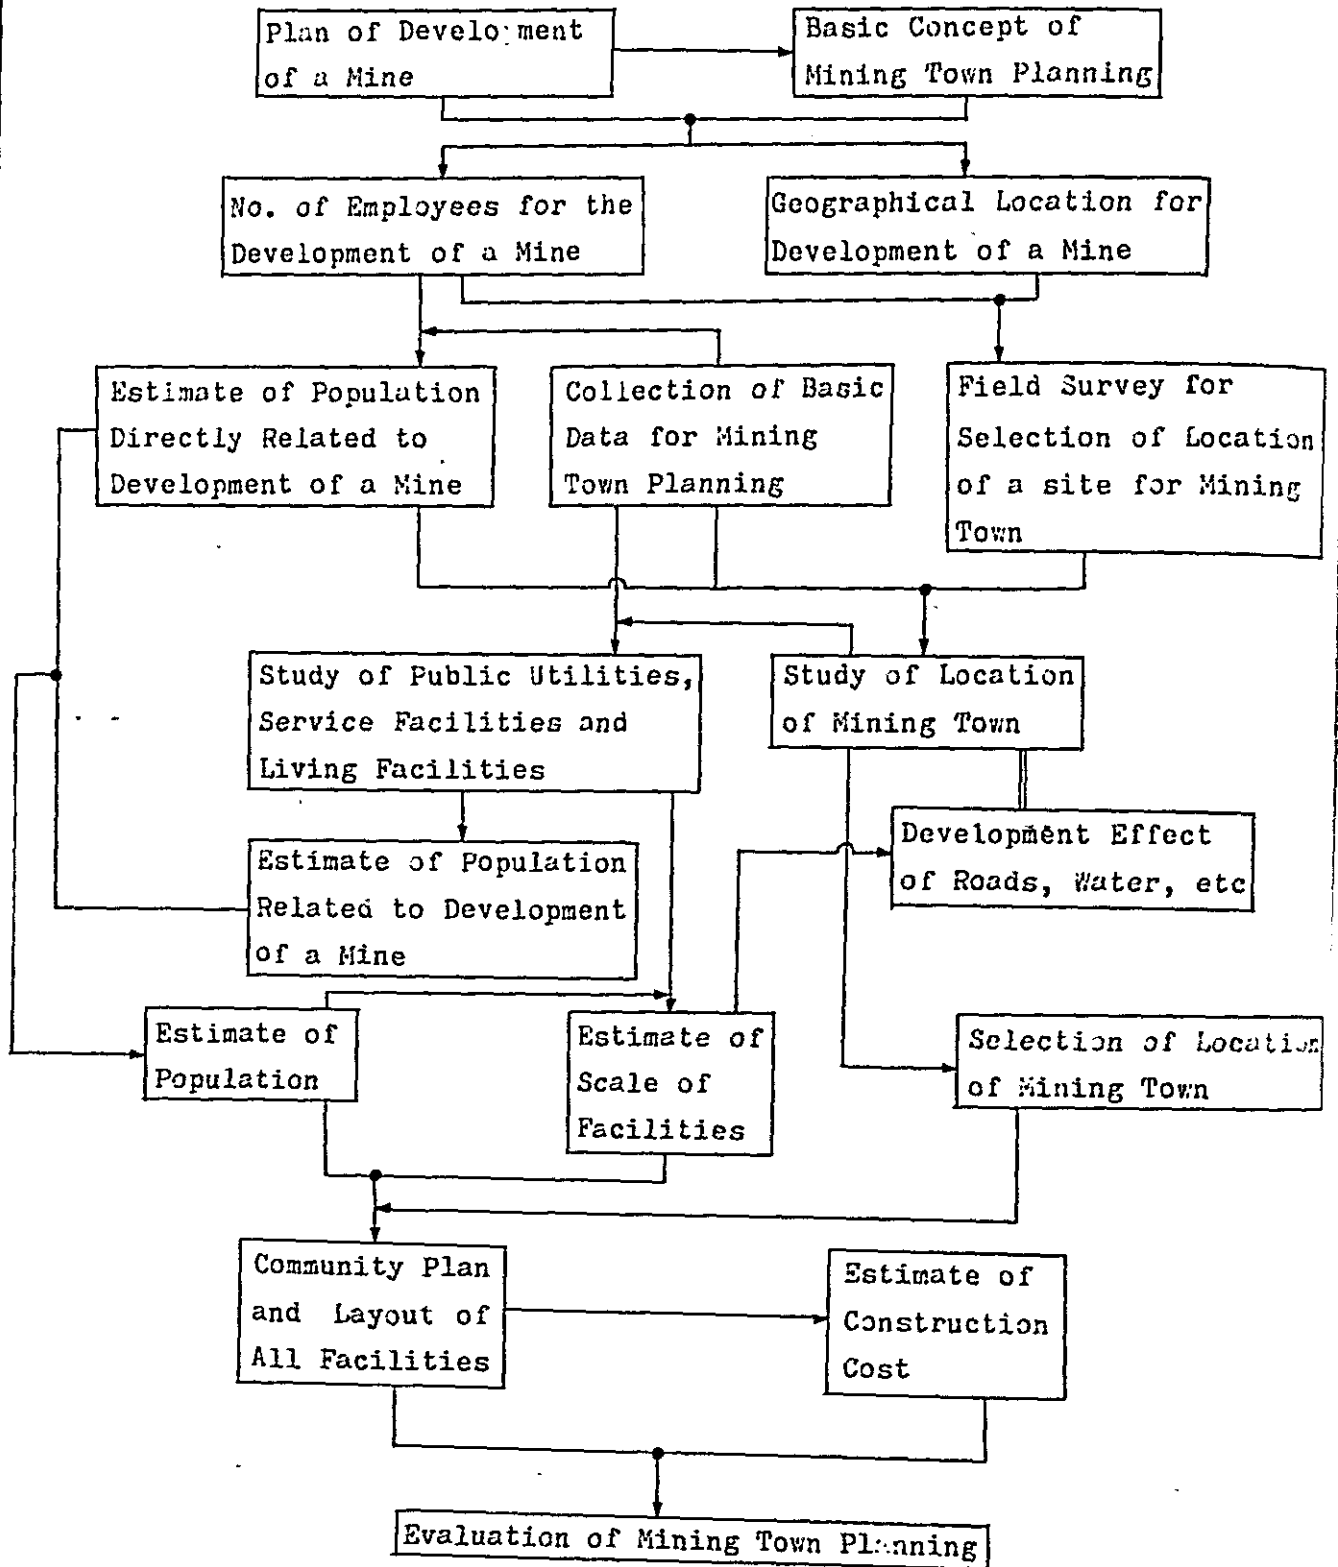 Plan of Development
of a Mine
Basic Concept of
Mining Town Planning
No. of Employees for the
Development of a Mine
Geographical Location for
Development of a Mine
Estimate of Population
Directly Related to
Development of a Mine
Collection of Basic
Data for Mining
Town Planning
Field Survey for
Selection of Location
of a site for Mining
Town
Study of Public Utilities,
Service Facilities and
Living Facilities
Study of Location
of Mining Town
Development Effect
of Roads, Water, etc
Estimate of Population
Related to Development
of a Mine
Estimate of
Population
Estimate of
Scale of
Facilities
Selection of Location
of Mining Town
Community Plan
and Layout of
All Facilities
Estimate of
Construction
Cost
Evaluation of Mining Town Planning